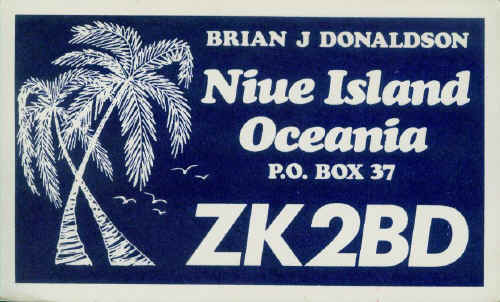 BRIAN J DONALDSON
Niue Island
Oceania
P.O. BOX 37
ZK2BD